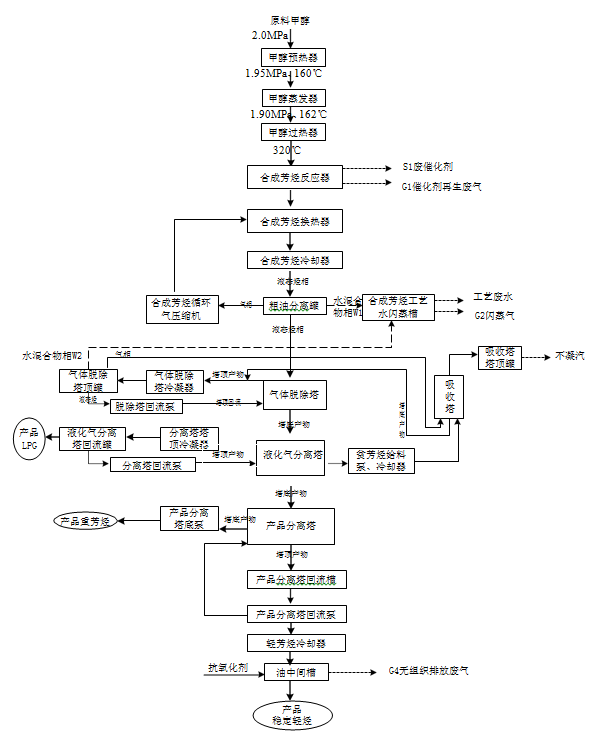 原料甲醇
2.0MPa
甲醇预热器
1.95MPa、160℃
甲醇蒸发器
1.90MPa、162℃
甲醇过热器
320℃
合成芳烃反应器
S1废催化剂
G1催化剂再生废气
合成芳烃换热器
合成芳烃冷却器
液态烃相
合成芳烃循环
气压缩机
气相
粗油分离罐
水混合
物相W1
合成芳烃工艺
水闪蒸槽
工艺废水
G2闪蒸气
液态烃相
水混合物相W2
气相
吸收塔
塔顶罐
不凝汽
气体脱除
塔顶罐
气体脱除
塔冷凝器
塔顶产物
气体脱除塔
塔底产物
吸收塔
液态烃
脱除塔回流泵
塔顶回流
塔底产物
产品
LPG
液化气分离
塔回流罐
分离塔塔
顶冷凝器
塔顶产物
液化气分离塔
贫芳烃给料
泵、冷却器
分离塔回流泵
塔底产物
产品重芳烃
产品分离
塔底泵
塔底产物
产品分离塔
塔顶产物
产品分离塔回流槽
产品分离塔回流泵
轻芳烃冷却器
抗氧化剂
油中间槽
G4无组织排放废气
产品
稳定轻烃